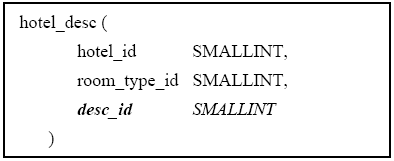 hotel_desc (
hotel_id SMALLINT,
room_type_id SMALLINT,
desc_id SMALLINT
)